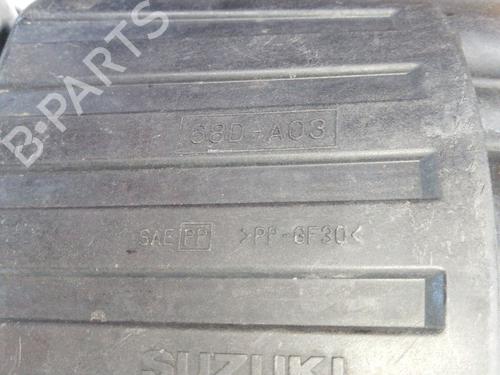 B-PARTS
68D-A03
SAE PP >PP-GF30<
SUZUKI